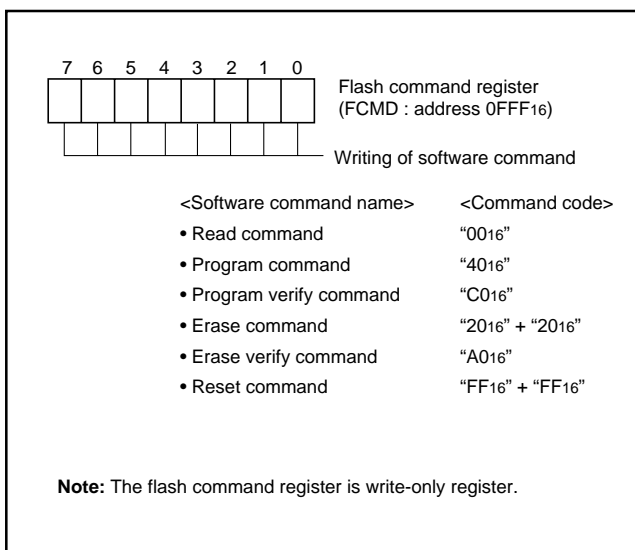 7 6 5 4 3 2 1 0
Flash command register
(FCMD : address 0FFF16)
Writing of software command
<Software command name> <Command code>
• Read command “0016”
• Program command “4016”
• Program verify command “C016”
• Erase command “2016” + “2016”
• Erase verify command “A016”
• Reset command “FF16” + “FF16”
Note: The flash command register is write-only register.